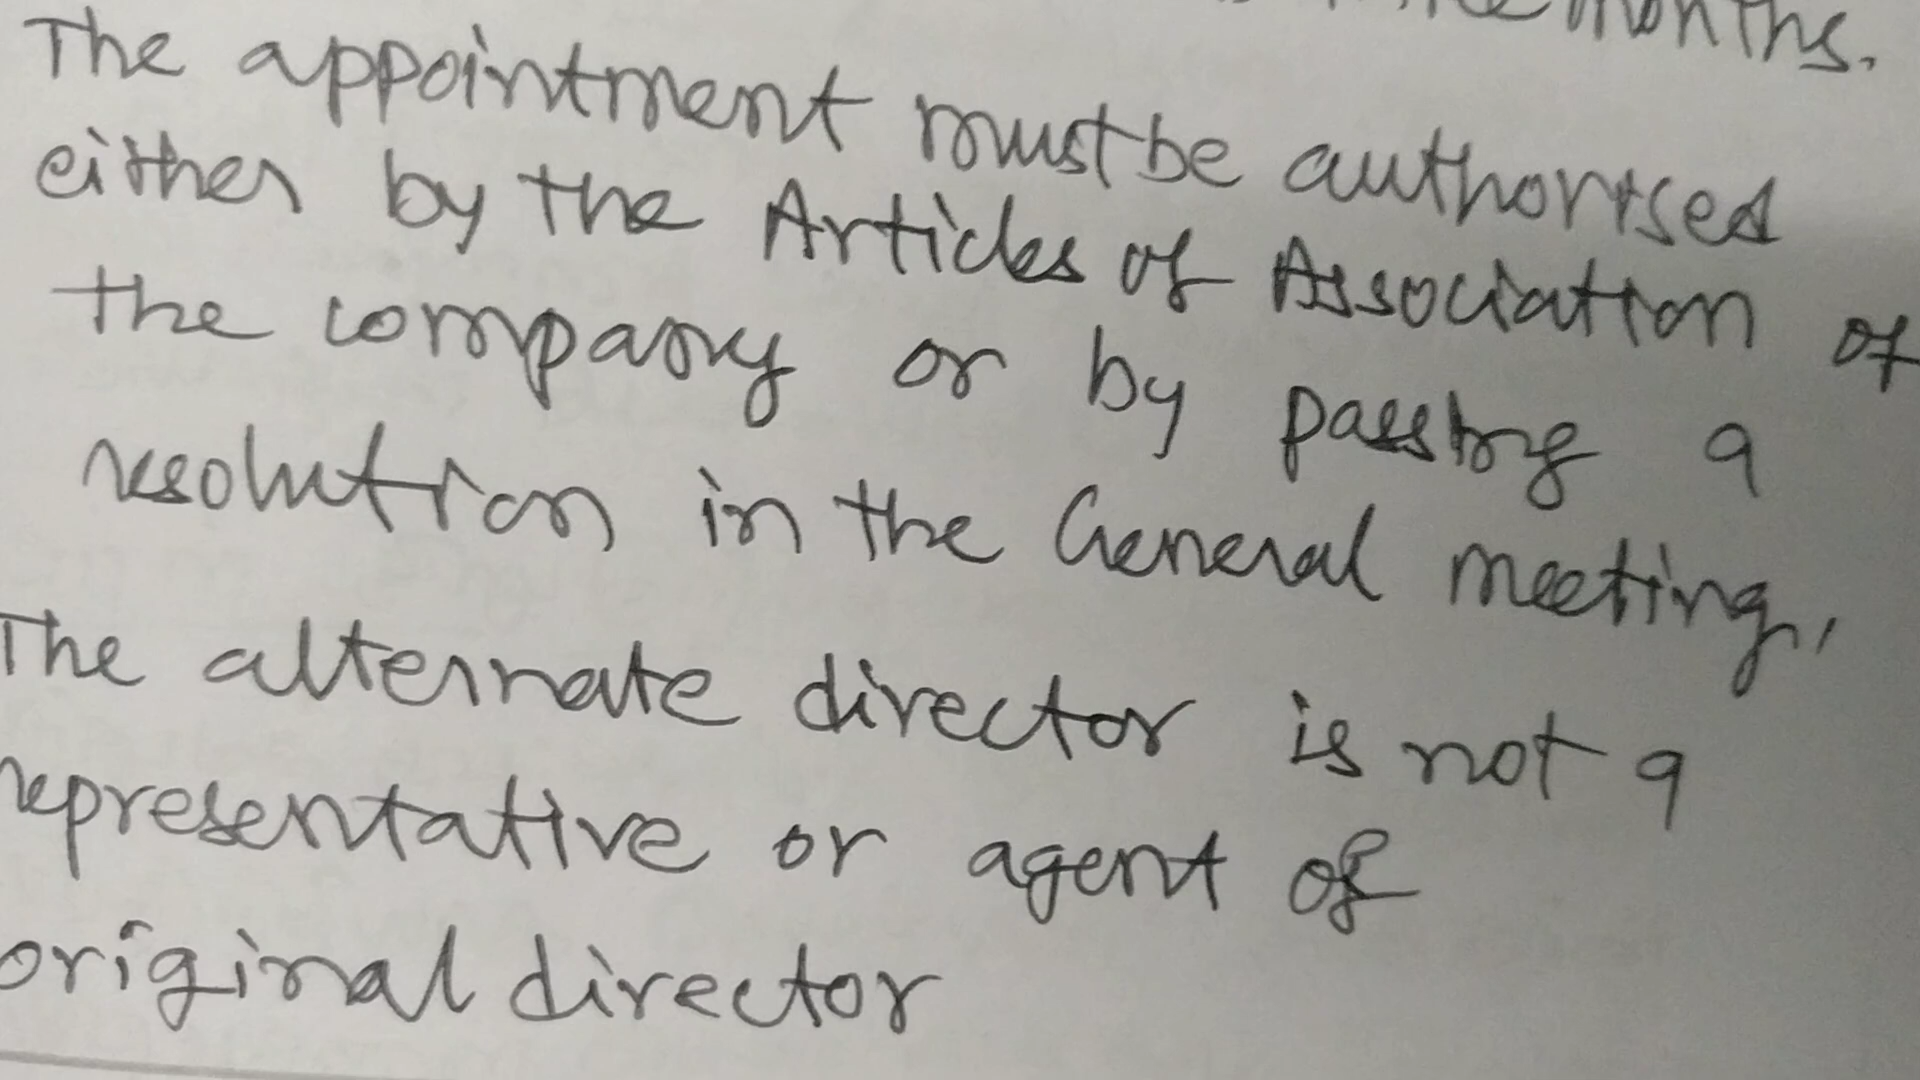 months.
The appointment must be authorised
either by the Articles of Association of
the company or by passing a
resolution in the General meeting,
The alternate director is not a
representative or agent of
original director